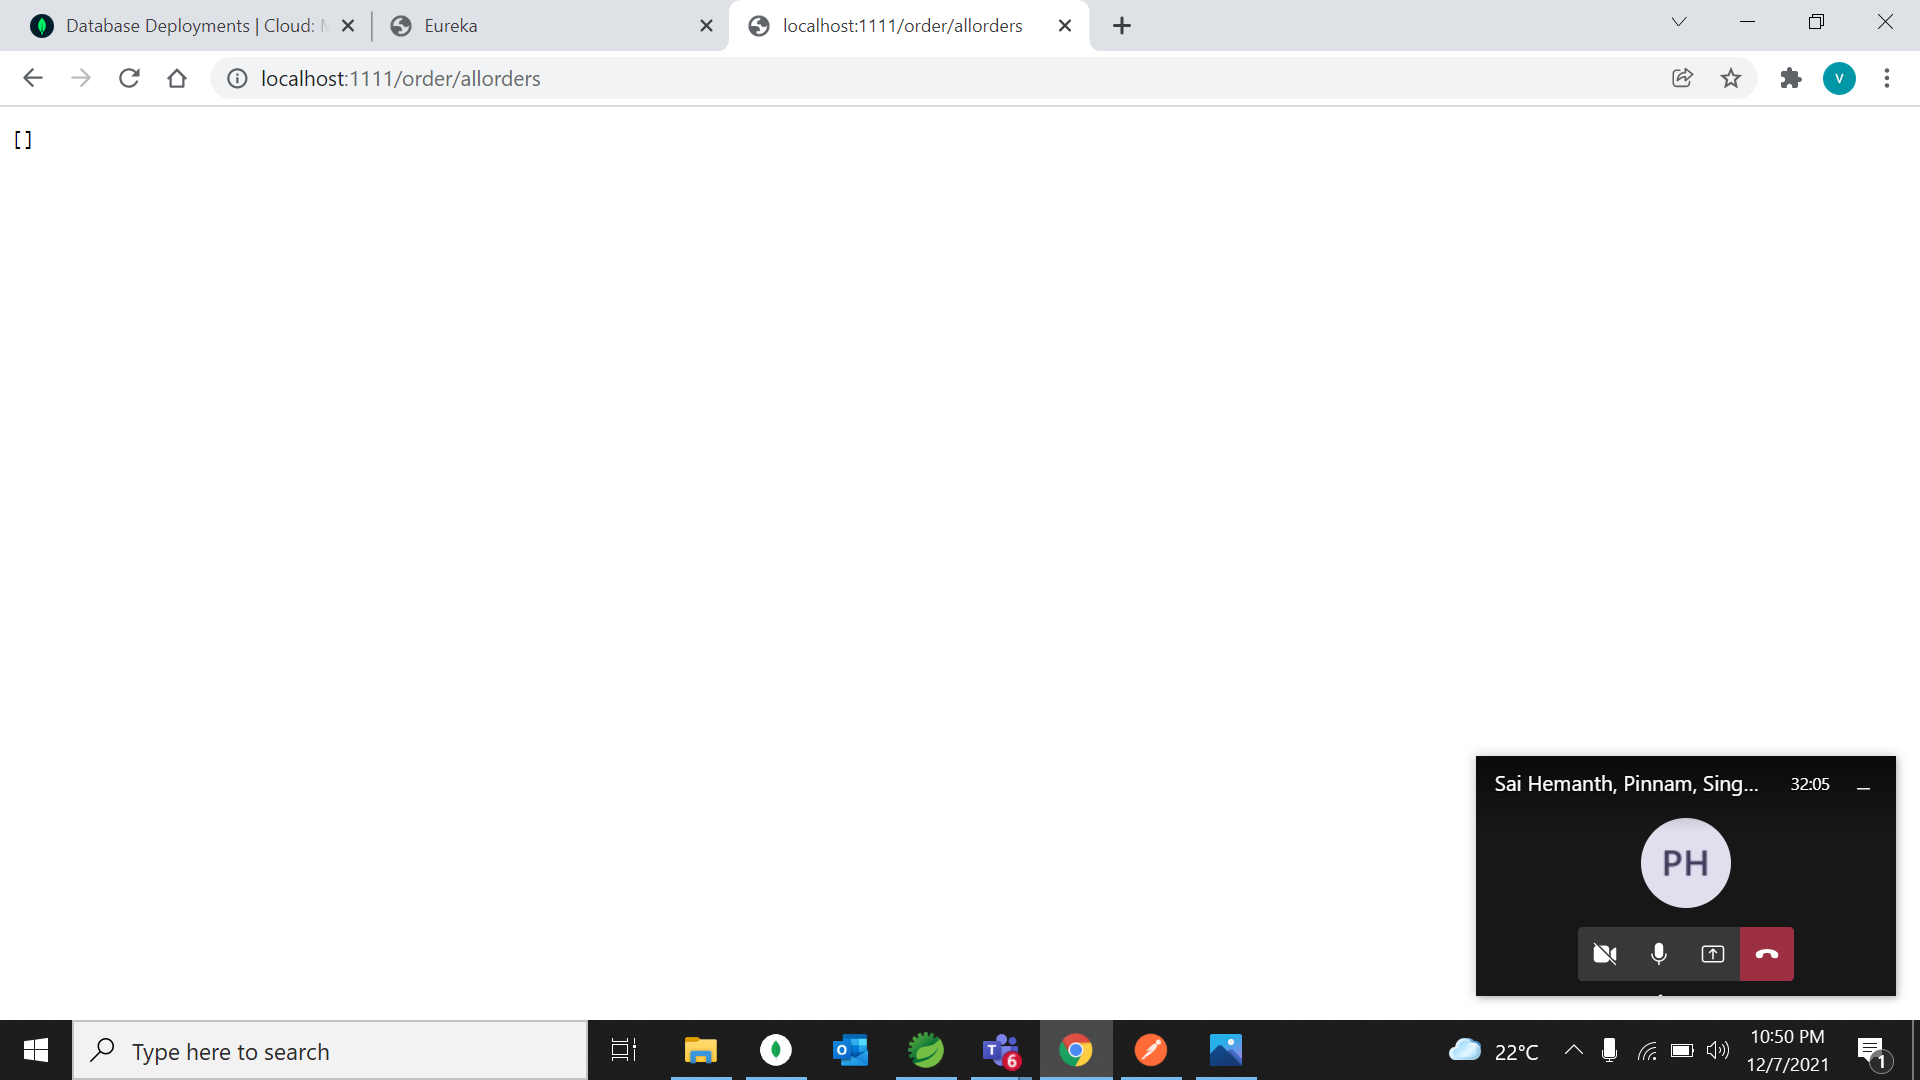 Database Deployments | Cloud: M
Eureka
localhost:1111/order/allorders
localhost:1111/order/allorders
V
[]
Sai Hemanth, Pinnam, Sing...
32:05
PH
Type here to search
6
22°C
10:50 PM
12/7/2021
1